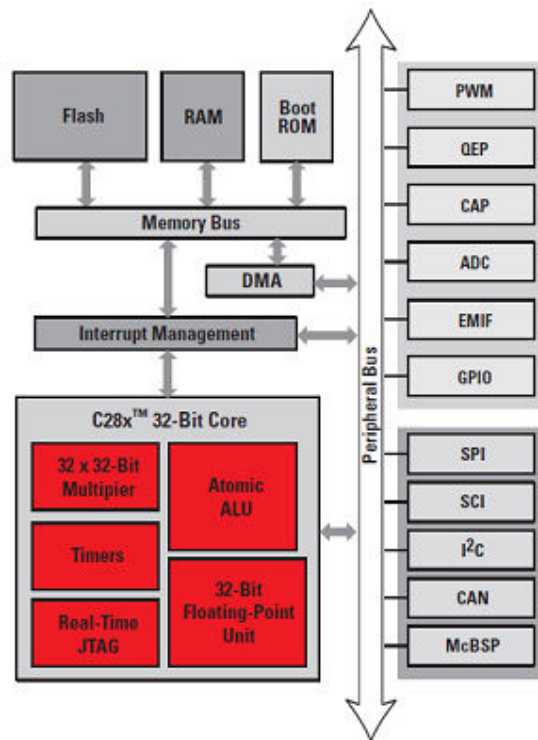 Flash
RAM
Boot
ROM
Memory Bus
DMA
Interrupt Management
C28x™ 32-Bit Core
32 x 32-Bit
Multipier
Atomic
ALU
Timers
32-Bit
Floating-Point
Unit
Real-Time
JTAG
Peripheral Bus
PWM
QEP
CAP
ADC
EMIF
GPIO
SPI
SCI
I²C
CAN
McBSP